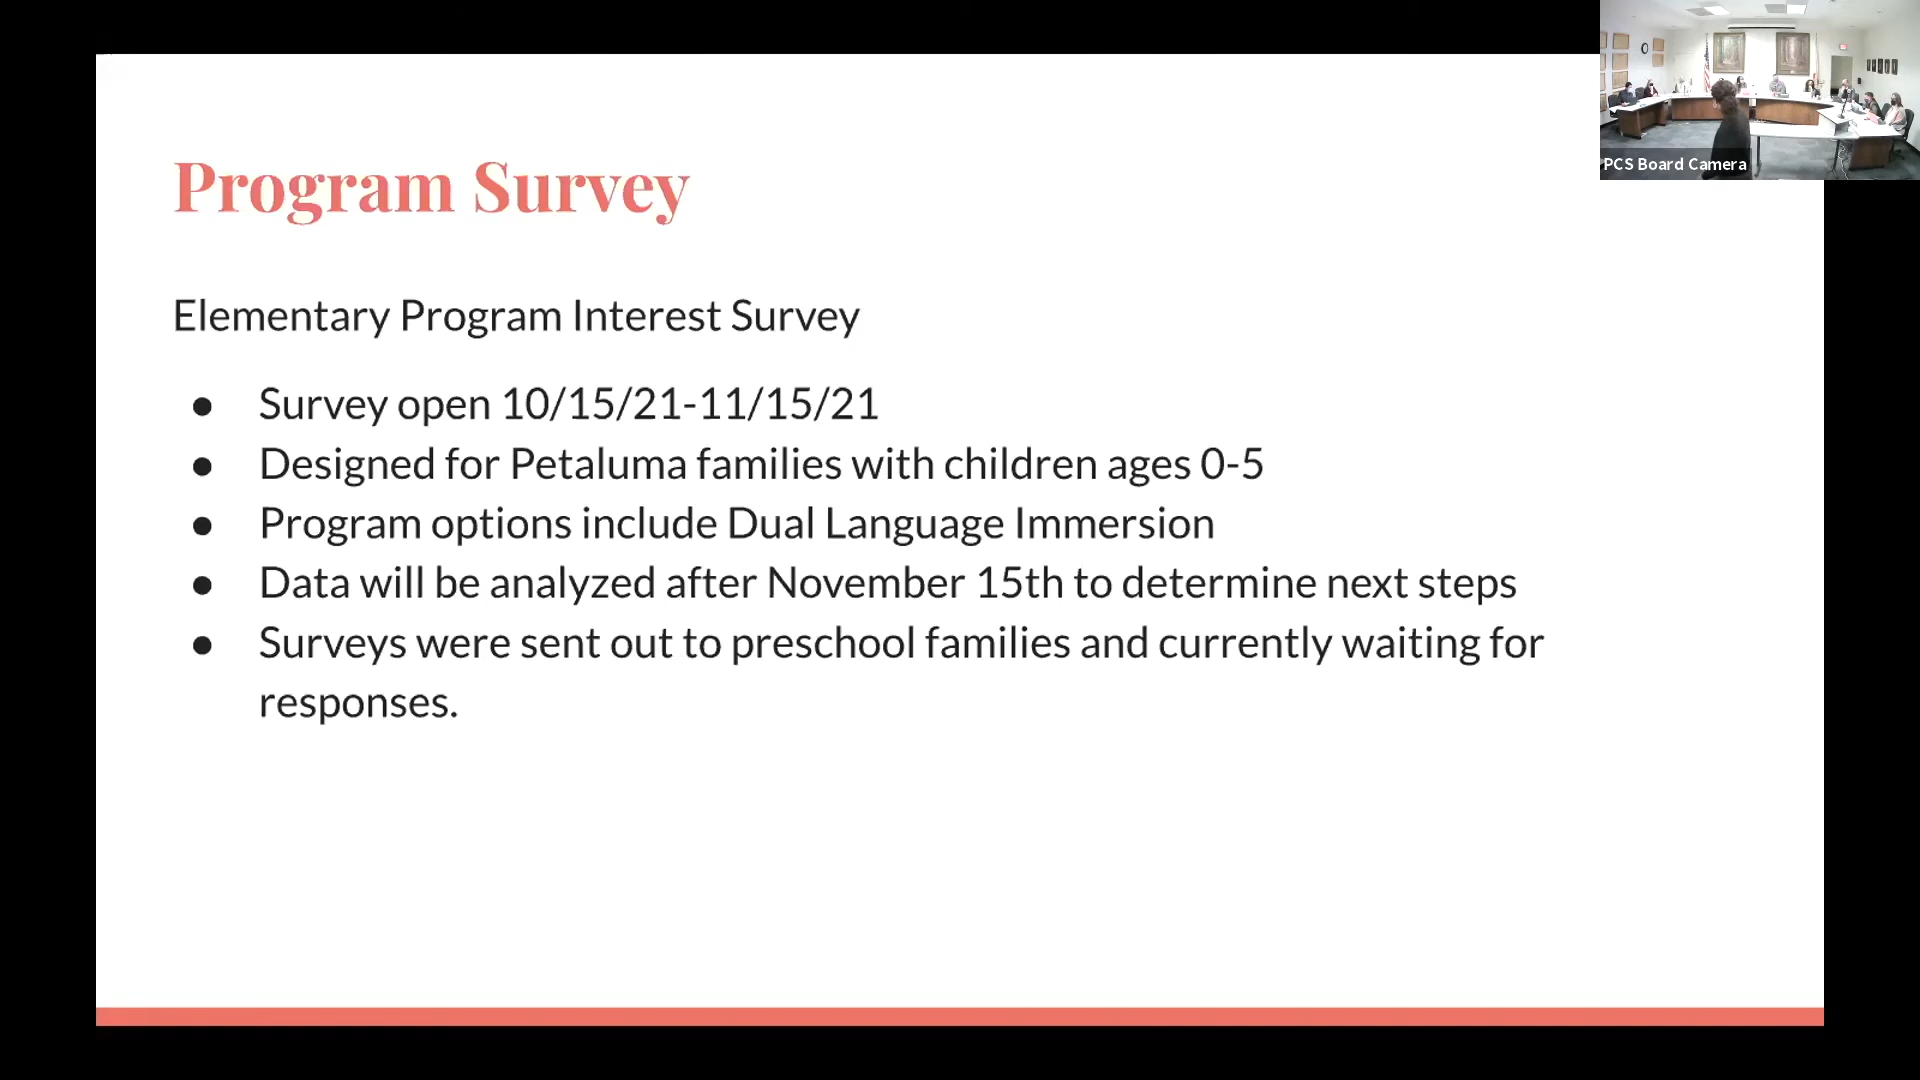 Program Survey
Elementary Program Interest Survey
● Survey open 10/15/21-11/15/21
● Designed for Petaluma families with children ages 0-5
● Program options include Dual Language Immersion
● Data will be analyzed after November 15th to determine next steps
● Surveys were sent out to preschool families and currently waiting for
responses.
PCS Board Camera